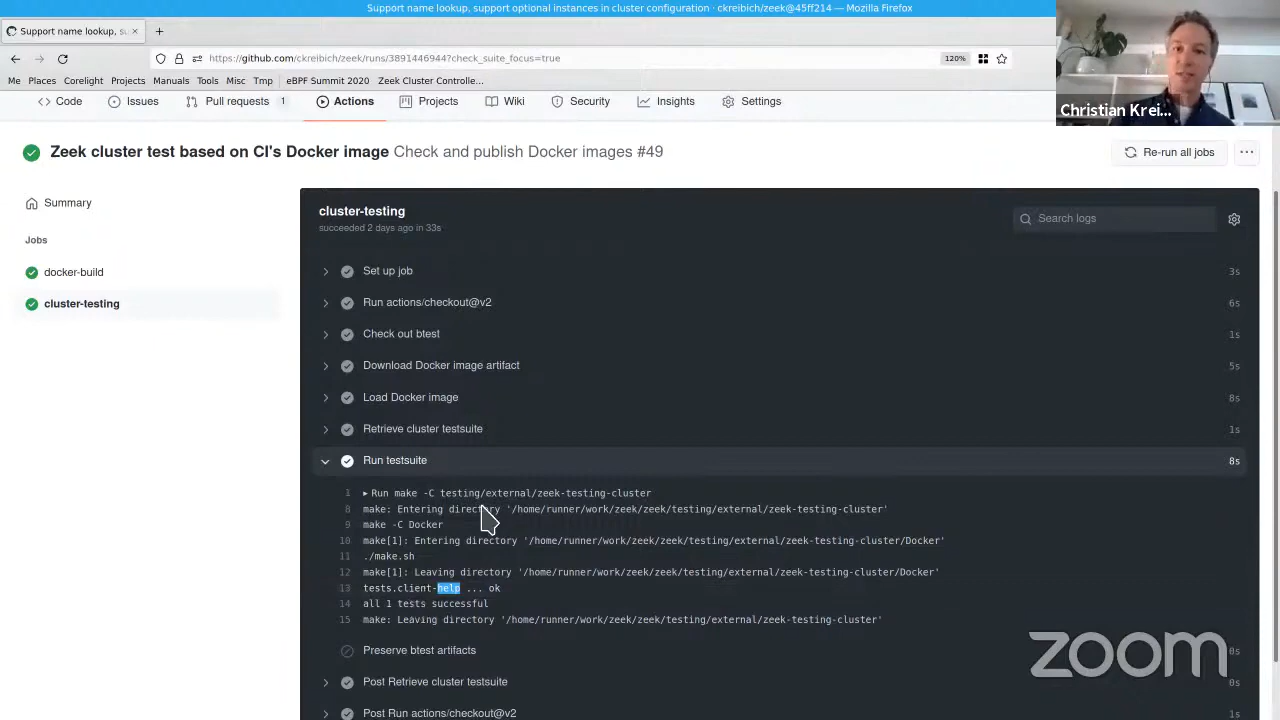 Support name lookup, support optional instances in cluster configuration · ckreibich/zeek@45ff214 — Mozilla Firefox
Support name lookup, su
https://github.com/ckreibich/zeek/runs/3891446944?check_suite_focus=true
120%
Me Places Corelight Projects Manuals Tools Misc Tmp eBPF Summit 2020 Zeek Cluster Controlle...
Christian Krei...
Code Issues Pull requests 1 Actions Projects Wiki Security Insights Settings
Zeek cluster test based on CI's Docker image Check and publish Docker images #49
Re-run all jobs
Summary
Jobs
docker-build
cluster-testing
cluster-testing
succeeded 2 days ago in 33s
Search logs
Set up job 3s
Run actions/checkout@v2 6s
Check out btest 1s
Download Docker image artifact 5s
Load Docker image 8s
Retrieve cluster testsuite 1s
Run testsuite 8s
1 Run make -C testing/external/zeek-testing-cluster
8 make: Entering directory '/home/runner/work/zeek/zeek/testing/external/zeek-testing-cluster'
9 make -C Docker
10 make[1]: Entering directory '/home/runner/work/zeek/zeek/testing/external/zeek-testing-cluster/Docker'
11 ./make.sh
12 make[1]: Leaving directory '/home/runner/work/zeek/zeek/testing/external/zeek-testing-cluster/Docker'
13 tests.client-help ... ok
14 all 1 tests successful
15 make: Leaving directory '/home/runner/work/zeek/zeek/testing/external/zeek-testing-cluster'
Preserve btest artifacts 0s
Post Retrieve cluster testsuite 0s
Post Run actions/checkout@v2 1s
zoom